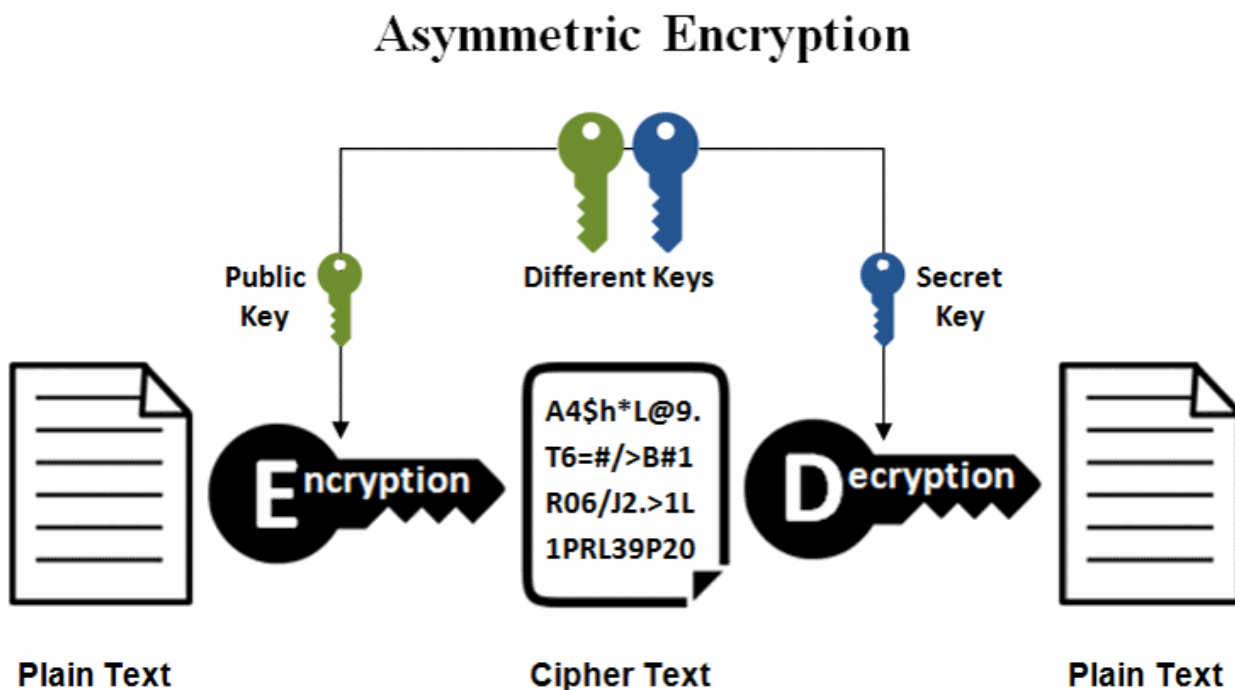 Asymmetric Encryption
Public
Key
Different Keys
Secret
Key
Encryption
A4$h*L@9.
T6=#/>B#1
R06/J2.>1L
1PRL39P20
Decryption
Plain Text
Cipher Text
Plain Text